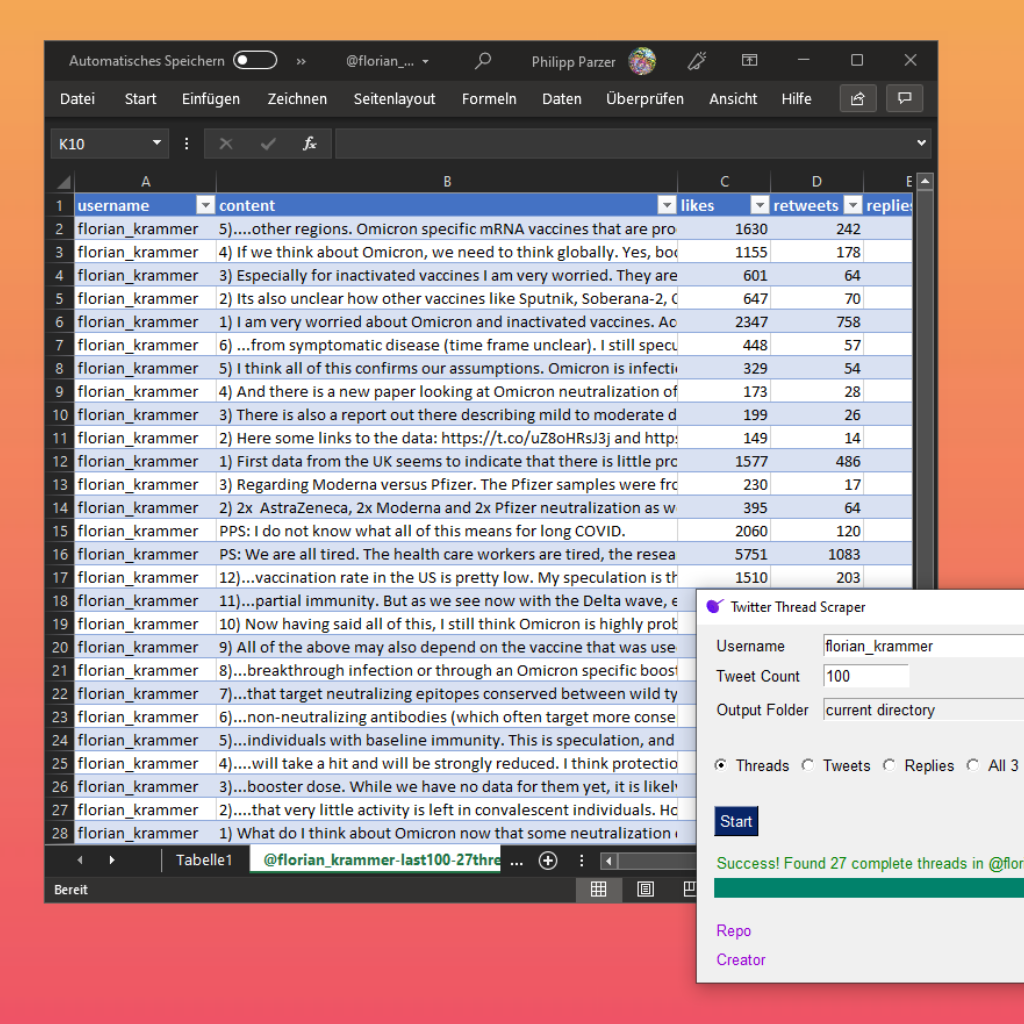 Automatisches Speichern » @florian_... Philipp Parzer
Datei Start Einfügen Zeichnen Seitenlayout Formeln Daten Überprüfen Ansicht Hilfe
K10 fx
A B C D E
1 username content likes retweets replies
2 florian_krammer 5)....other regions. Omicron specific mRNA vaccines that are pro 1630 242
3 florian_krammer 4) If we think about Omicron, we need to think globally. Yes, boo 1155 178
4 florian_krammer 3) Especially for inactivated vaccines I am very worried. They are 601 64
5 florian_krammer 2) Its also unclear how other vaccines like Sputnik, Soberana-2, C 647 70
6 florian_krammer 1) I am very worried about Omicron and inactivated vaccines. Ac 2347 758
7 florian_krammer 6) ...from symptomatic disease (time frame unclear). I still specu 448 57
8 florian_krammer 5) I think all of this confirms our assumptions. Omicron is infecti 329 54
9 florian_krammer 4) And there is a new paper looking at Omicron neutralization of 173 28
10 florian_krammer 3) There is also a report out there describing mild to moderate d 199 26
11 florian_krammer 2) Here some links to the data: https://t.co/uZ8oHRsJ3j and https 149 14
12 florian_krammer 1) First data from the UK seems to indicate that there is little pro 1577 486
13 florian_krammer 3) Regarding Moderna versus Pfizer. The Pfizer samples were fro 230 17
14 florian_krammer 2) 2x AstraZeneca, 2x Moderna and 2x Pfizer neutralization as w 395 64
15 florian_krammer PPS: I do not know what all of this means for long COVID. 2060 120
16 florian_krammer PS: We are all tired. The health care workers are tired, the resea 5751 1083
17 florian_krammer 12)...vaccination rate in the US is pretty low. My speculation is th 1510 203
18 florian_krammer 11)...partial immunity. But as we see now with the Delta wave, e
19 florian_krammer 10) Now having said all of this, I still think Omicron is highly prob
20 florian_krammer 9) All of the above may also depend on the vaccine that was use
21 florian_krammer 8)...breakthrough infection or through an Omicron specific boost
22 florian_krammer 7)...that target neutralizing epitopes conserved between wild ty
23 florian_krammer 6)...non-neutralizing antibodies (which often target more conse
24 florian_krammer 5)...individuals with baseline immunity. This is speculation, and
25 florian_krammer 4)....will take a hit and will be strongly reduced. I think protectio
26 florian_krammer 3)...booster dose. While we have no data for them yet, it is likely
27 florian_krammer 2)....that very little activity is left in convalescent individuals. Ho
28 florian_krammer 1) What do I think about Omicron now that some neutralization
Tabelle1 @florian_krammer-last100-27thre ...
Bereit
Twitter Thread Scraper
Username florian_krammer
Tweet Count 100
Output Folder current directory
Threads Tweets Replies All 3
Start
Success! Found 27 complete threads in @flor
Repo
Creator